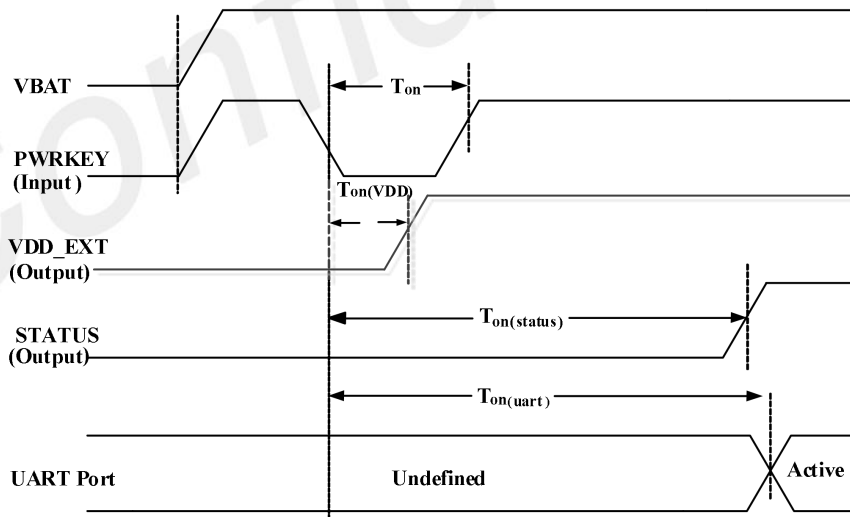 VBAT
Ton
PWRKEY
(Input )
Ton(VDD)
VDD_EXT
(Output)
Ton(status)
STATUS
(Output)
Ton(uart)
UART Port
Undefined
Active